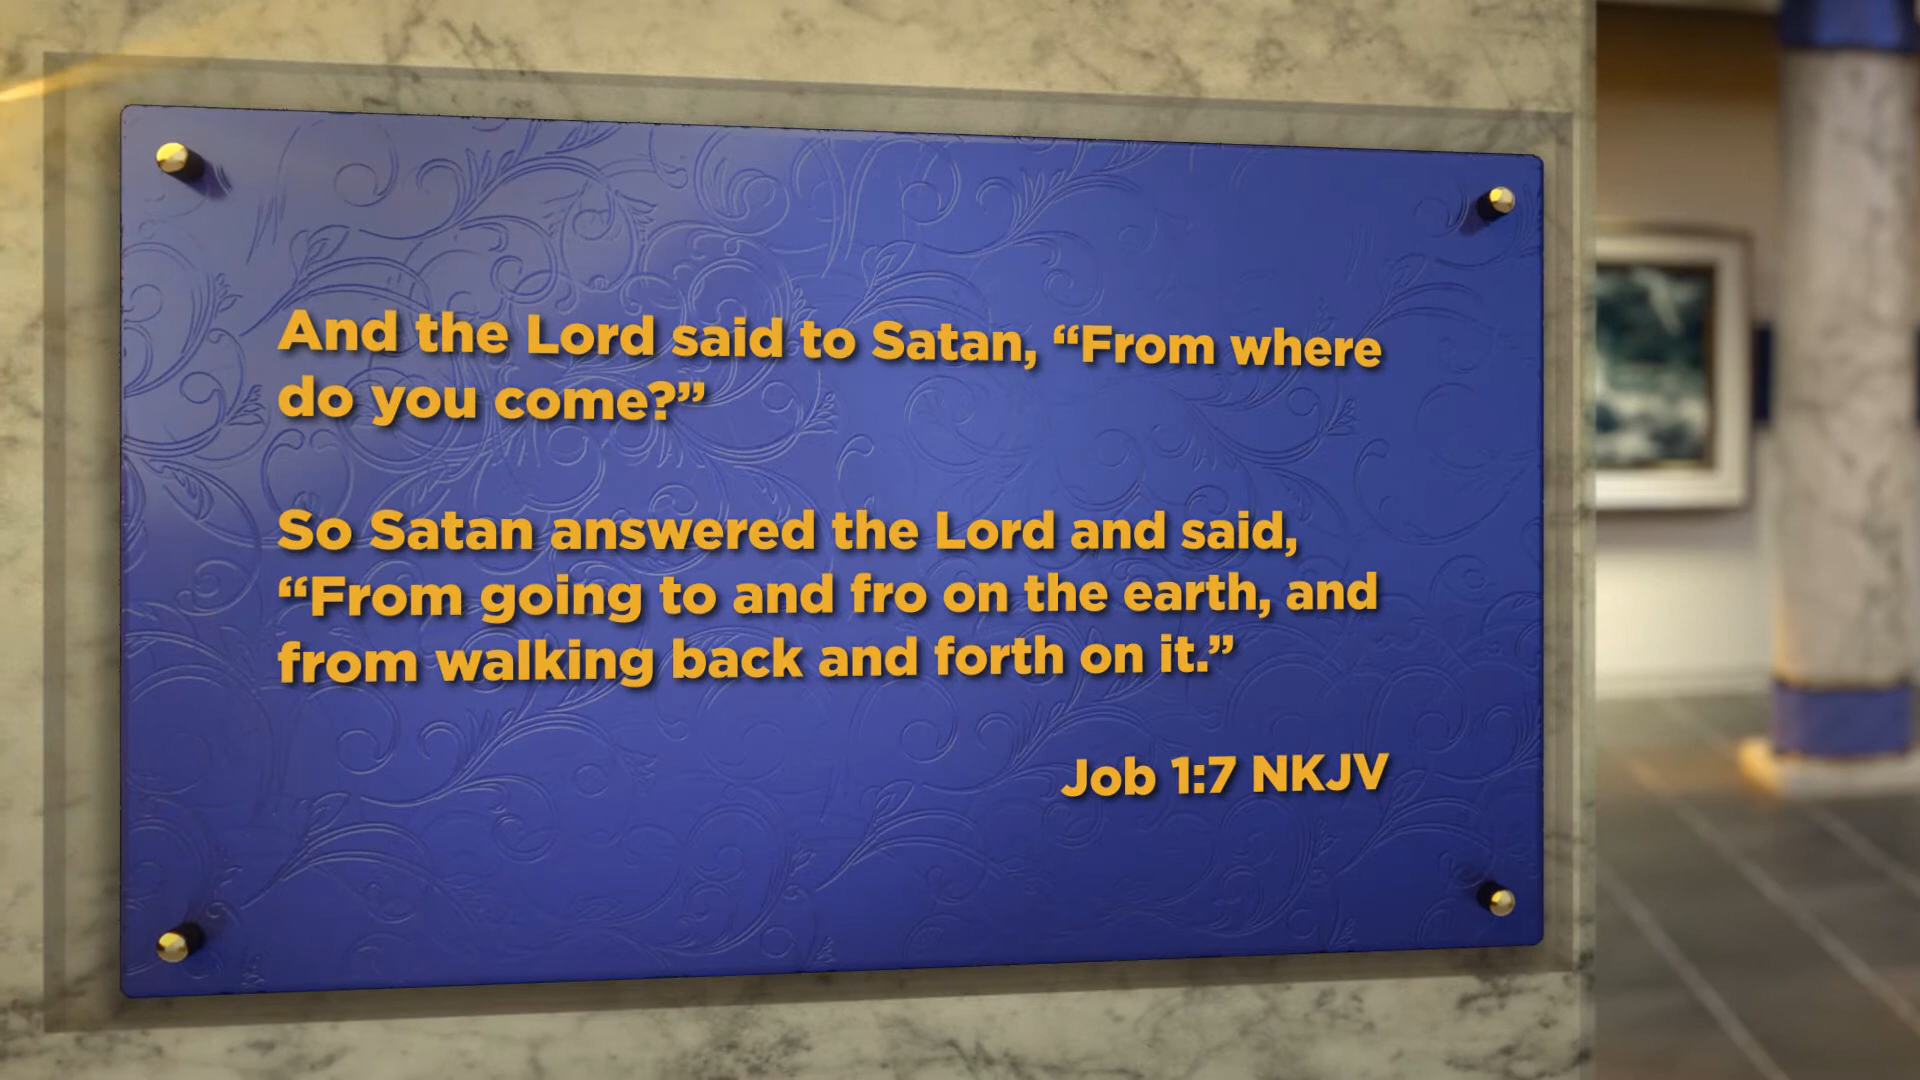 And the Lord said to Satan, “From where
do you come?”
So Satan answered the Lord and said,
“From going to and fro on the earth, and
from walking back and forth on it.”
Job 1:7 NKJV